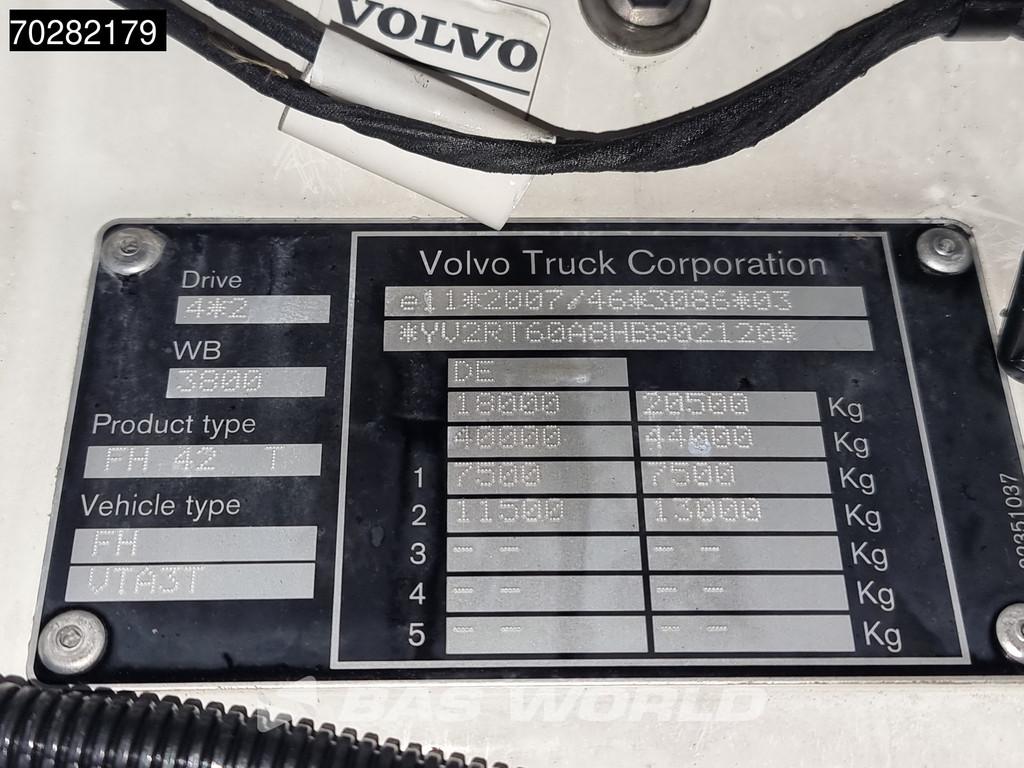 70282179
VOLVO
Volvo Truck Corporation
Drive
4*2
e11*2007/46*3086*03
*YV2RT60A8HB802120*
WB
3800
DE
18000 20500 Kg
Product type
40000 44000 Kg
FH 42 T
1 7500 7500 Kg
Vehicle type
2 11500 13000 Kg
FH
3 -- -- -- -- Kg
VTA3T
4 -- -- -- -- Kg
5 -- -- -- -- Kg
BAS WORLD